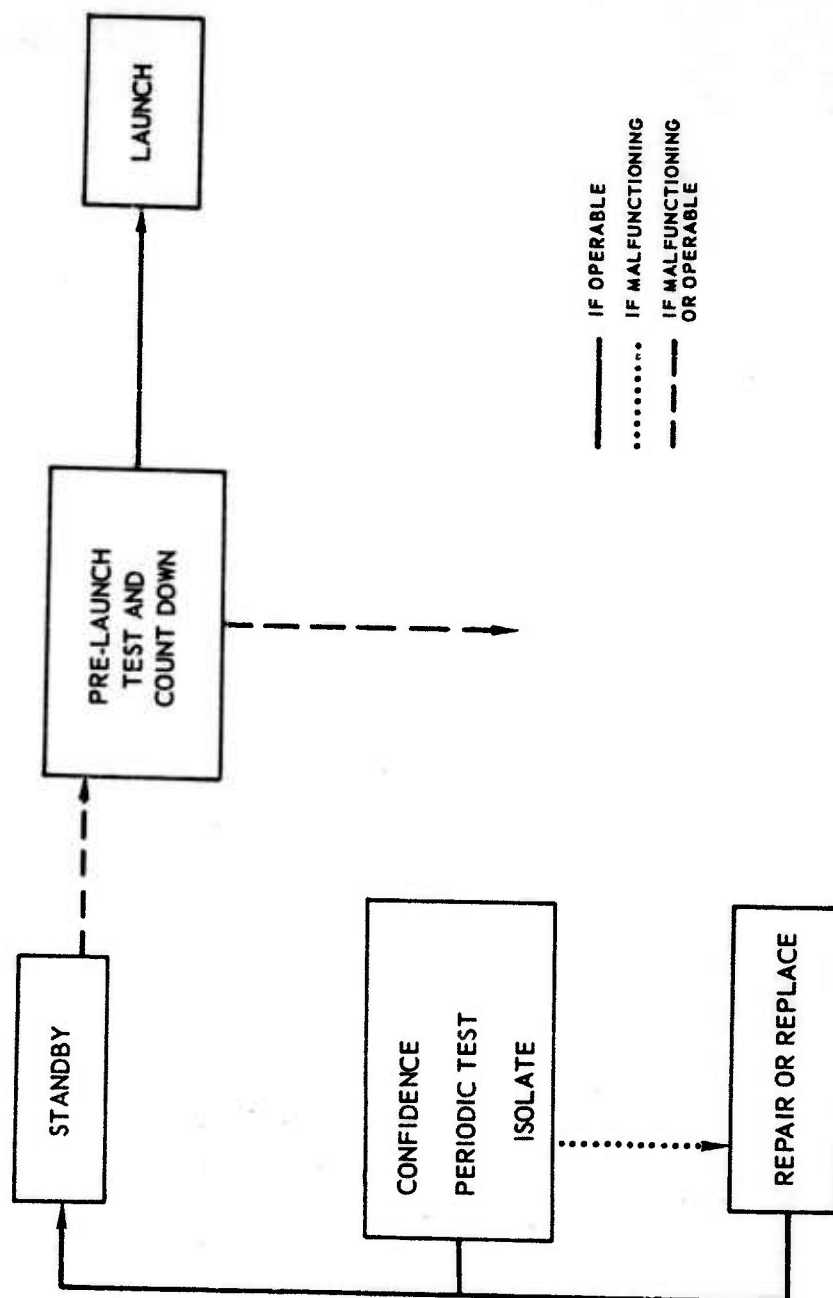 STANDBY
PRE-LAUNCH
TEST AND
COUNT DOWN
LAUNCH
CONFIDENCE
PERIODIC TEST
ISOLATE
REPAIR OR REPLACE
IF OPERABLE
IF MALFUNCTIONING
IF MALFUNCTIONING
OR OPERABLE